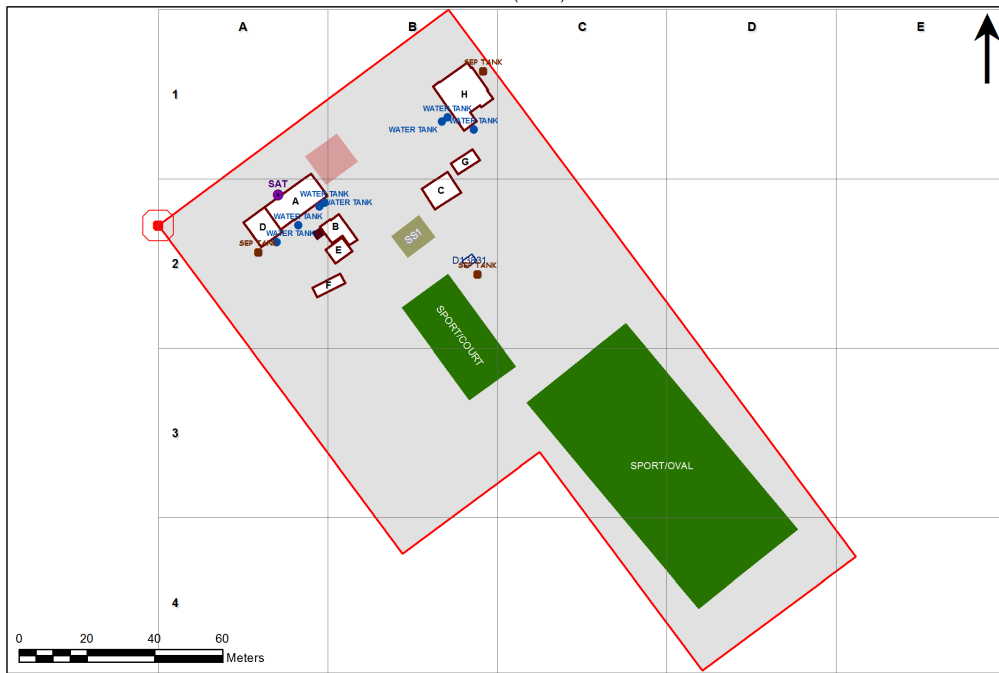 A B C D E
1
SEP TANK
H
WATER TANK
WATER TANK
WATER TANK
G
SAT
C
A
WATER TANK
WATER TANK
WATER TANK
D
B
SS1
WATER TANK
SEP TANK
E
2
SEP TANK
F
SPORT/COURT
3
SPORT/OVAL
4
0 20 40 60
Meters